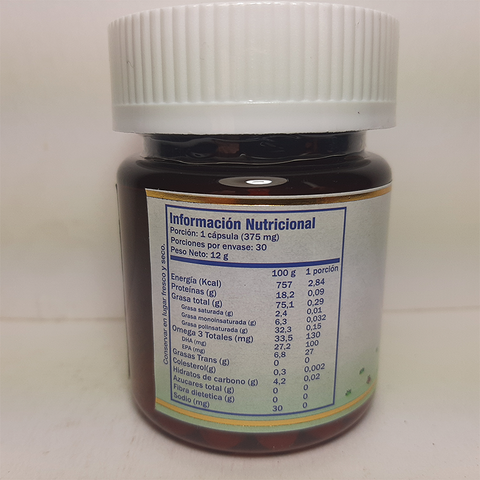 Información Nutricional
Porción: 1 cápsula (375 mg)
Porciones por envase: 30
Peso Neto: 12 g
100 g 1 porción
Energía (Kcal) 757 2,84
Proteínas (g) 18,2 0,09
Grasa total (g) 75,1 0,29
Grasa saturada (g) 2,4 0,01
Grasa monoinsaturada (g) 6,3 0,032
Grasa polinsaturada (g) 32,3 0,15
Omega 3 Totales (mg) 33,5 130
DHA (mg) 27,2 100
EPA (mg) 6,8 27
Grasas Trans (g) 0 0
Colesterol(g) 0,3 0,002
Hidratos de carbono (g) 4,2 0,02
Azúcares total (g) 0 0
Fibra dietetica (g) 0 0
Sodio (mg) 30 0
Conservar en lugar fresco y seco.